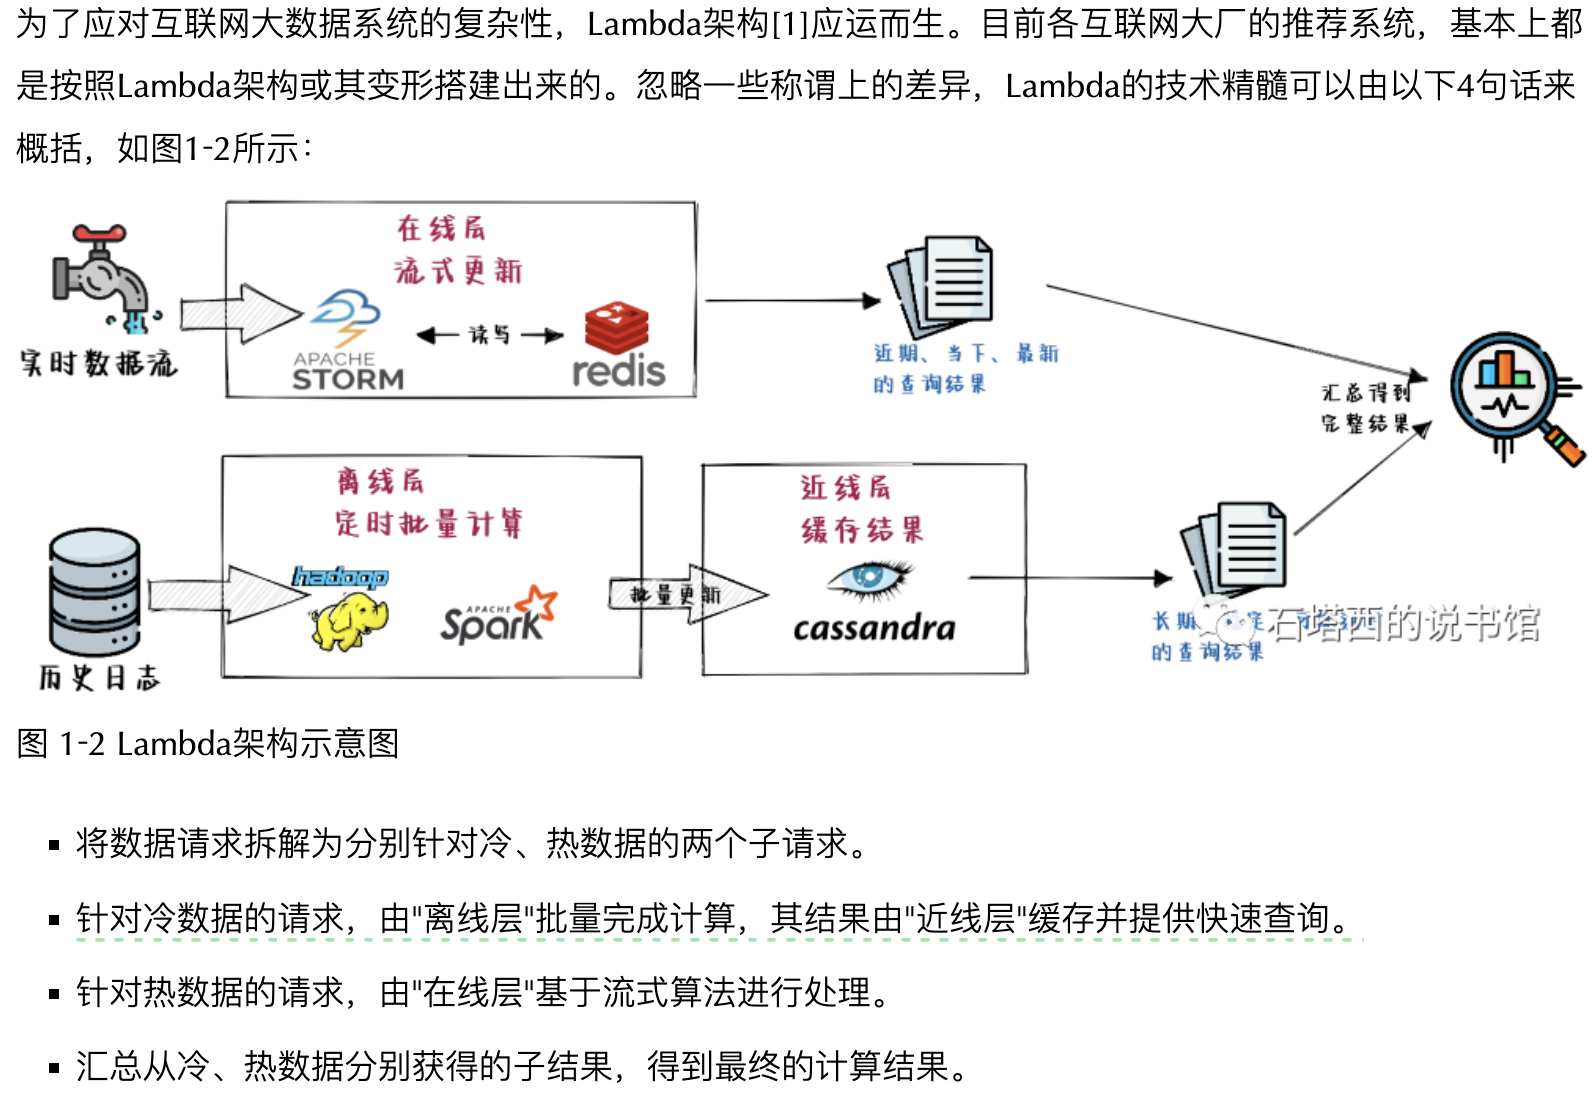 为了应对互联网大数据系统的复杂性，Lambda架构[1]应运而生。目前各互联网大厂的推荐系统，基本上都
是按照Lambda架构或其变形搭建出来的。忽略一些称谓上的差异，Lambda的技术精髓可以由以下4句话来
概括，如图1-2所示：
在线层
流式更新
实时数据流
APACHE
STORM
读写
redis
近期、当下、最新
的查询结果
汇总得到
完整结果
离线层
定时批量计算
历史日志
hadoop
APACHE
Spark
批量更新
近线层
缓存结果
cassandra
长期
的查询结果
石塔西的说书馆
图 1-2 Lambda架构示意图
▪ 将数据请求拆解为分别针对冷、热数据的两个子请求。
▪ 针对冷数据的请求，由"离线层"批量完成计算，其结果由"近线层"缓存并提供快速查询。
▪ 针对热数据的请求，由"在线层"基于流式算法进行处理。
▪ 汇总从冷、热数据分别获得的子结果，得到最终的计算结果。